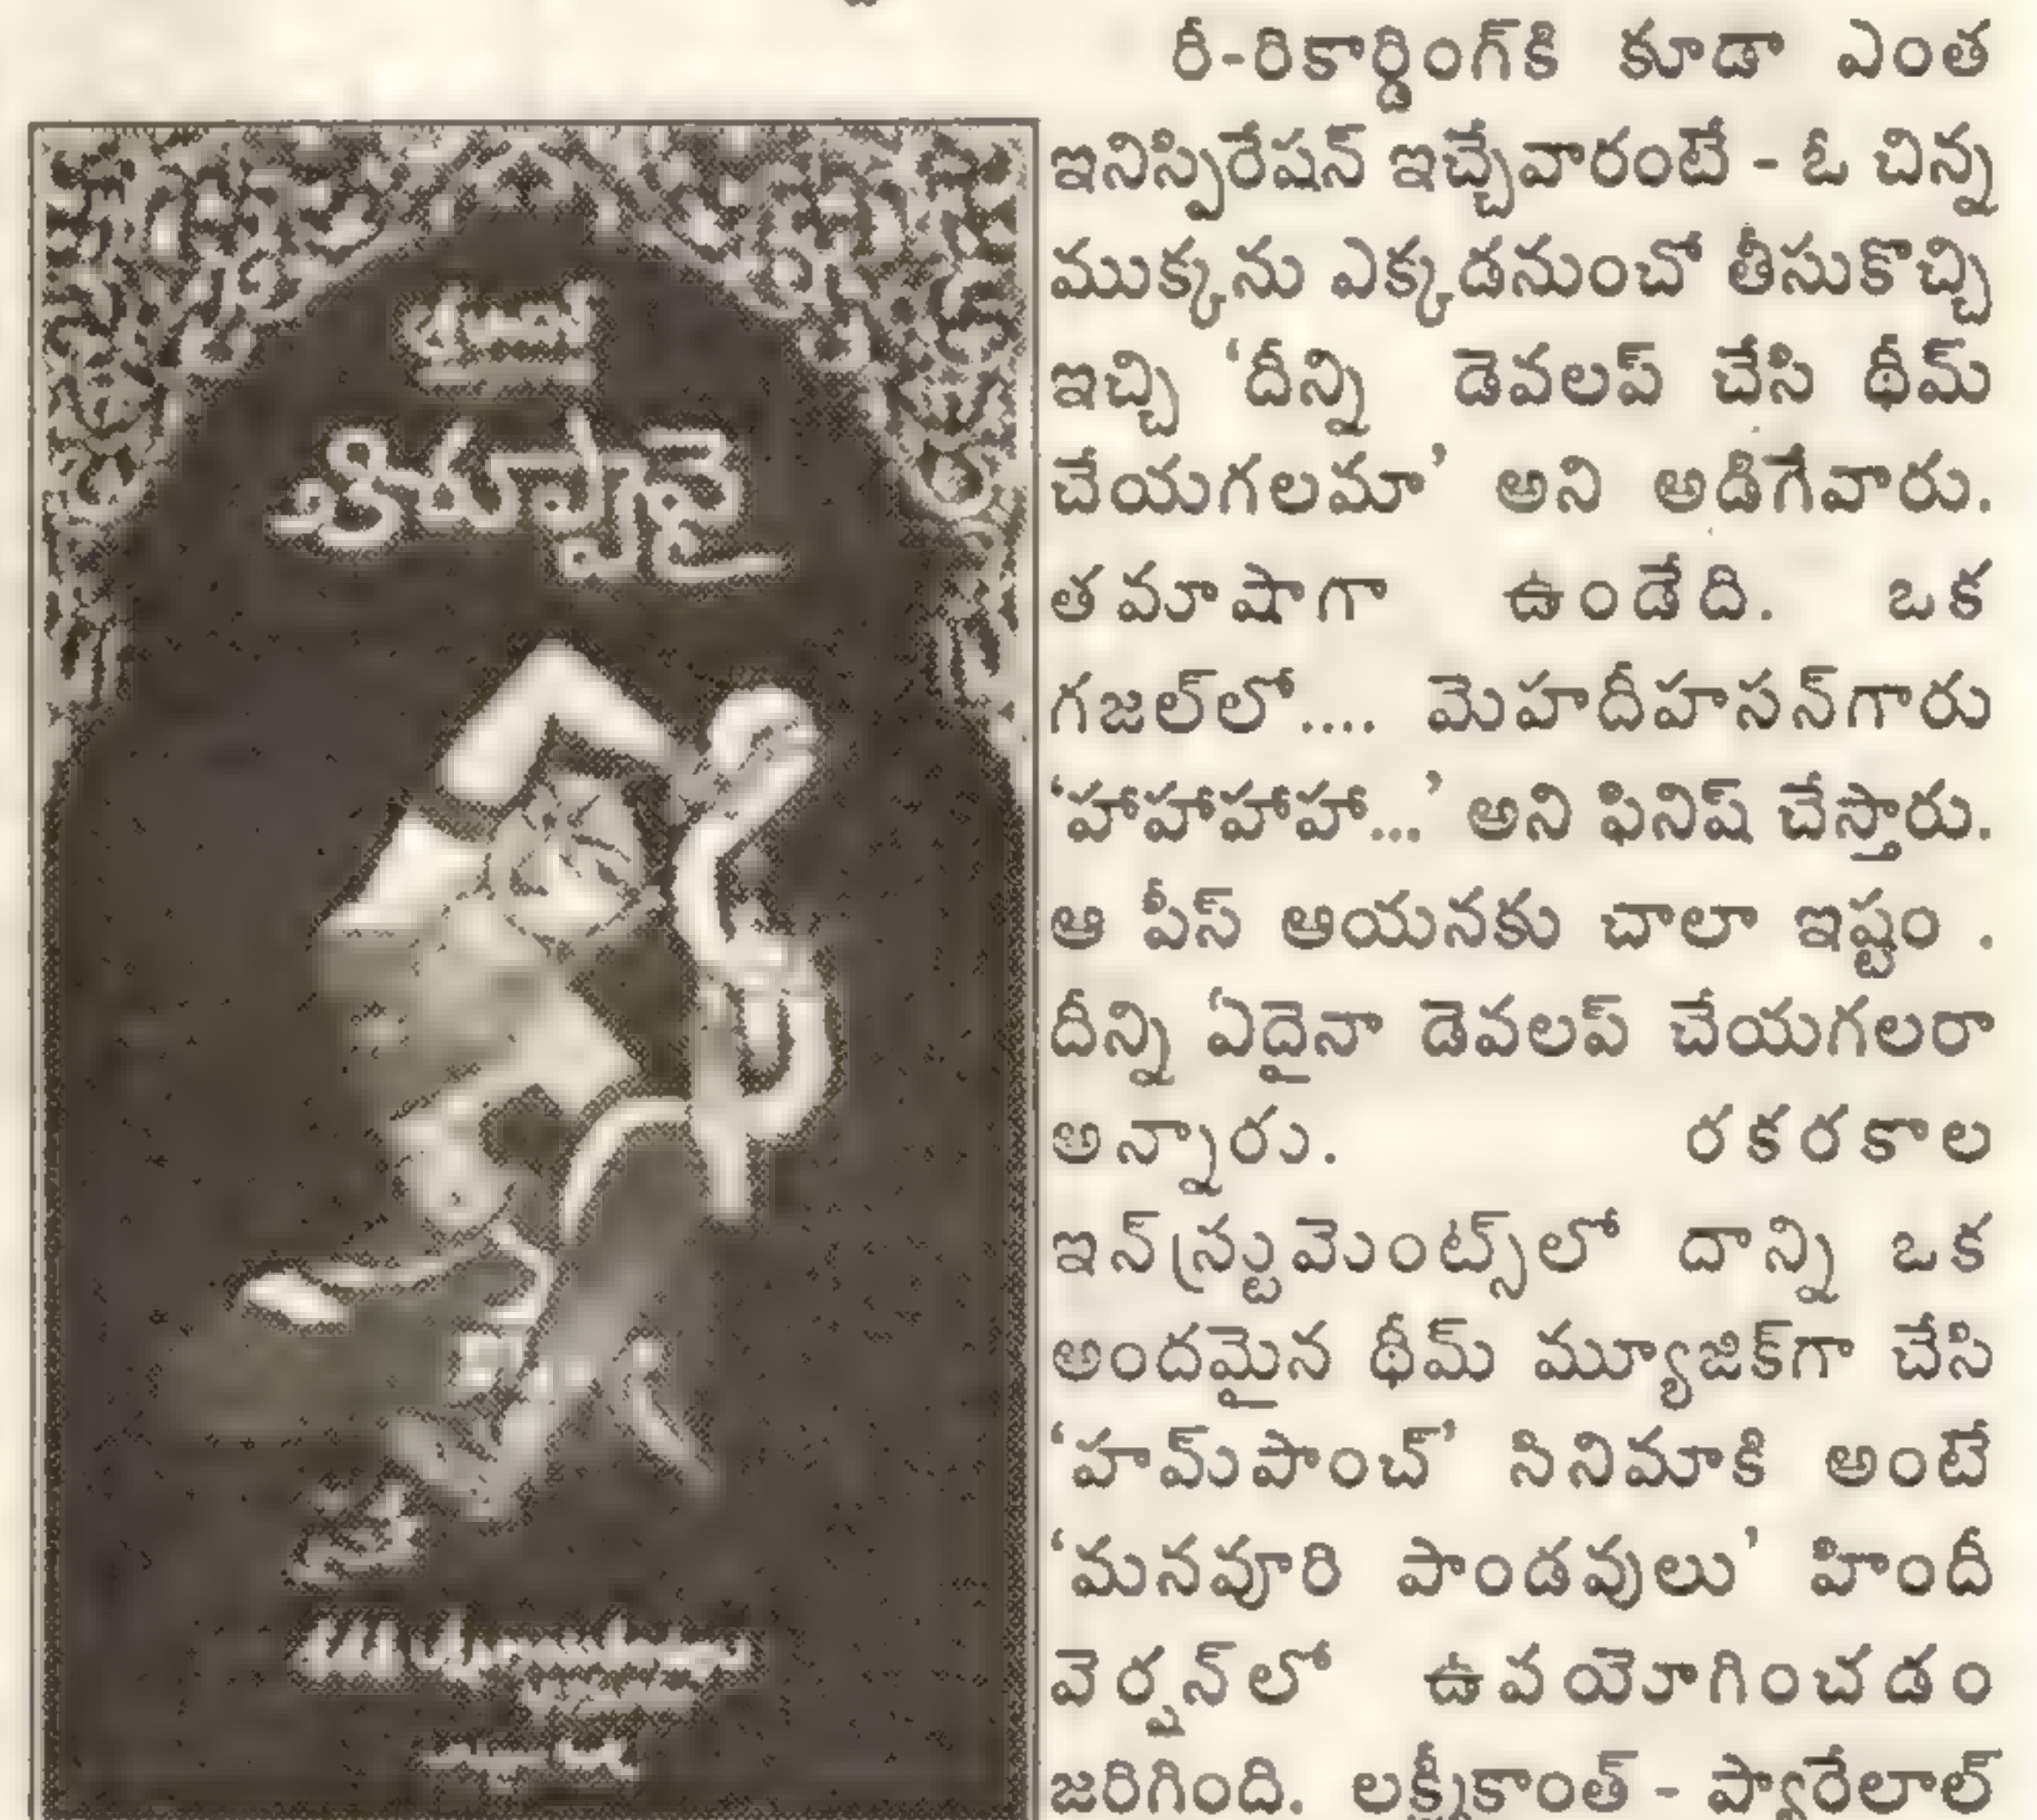 తిరుప్పావై
రీ-రికార్డింగ్‌కి కూడా ఎంత
ఇనిస్పిరేషన్ ఇచ్చేవారంటే - ఓ చిన్న
ముక్కను ఎక్కడనుంచో తీసుకొచ్చి
ఇచ్చి ‘దీన్ని డెవలప్ చేసి థీమ్
చేయగలమా’ అని అడిగేవారు.
తమాషాగా ఉండేది. ఒక
గజల్‌లో.... మెహదీహసన్‌గారు
‘హాహాహాహా...’ అని ఫినిష్ చేస్తారు.
ఆ పీస్ ఆయనకు చాలా ఇష్టం .
దీన్ని ఏదైనా డెవలప్ చేయగలరా
అన్నారు. రకరకాల
ఇన్‌స్ట్రుమెంట్స్‌లో దాన్ని ఒక
అందమైన థీమ్ మ్యూజిక్‌గా చేసి
‘హమ్‌పాంచ్’ సినిమాకి అంటే
‘మనవూరి పాండవులు’ హిందీ
వెర్షన్‌లో ఉవయోగించడం
జరిగింది. లక్ష్మీకాంత్ - ప్యారేలాల్